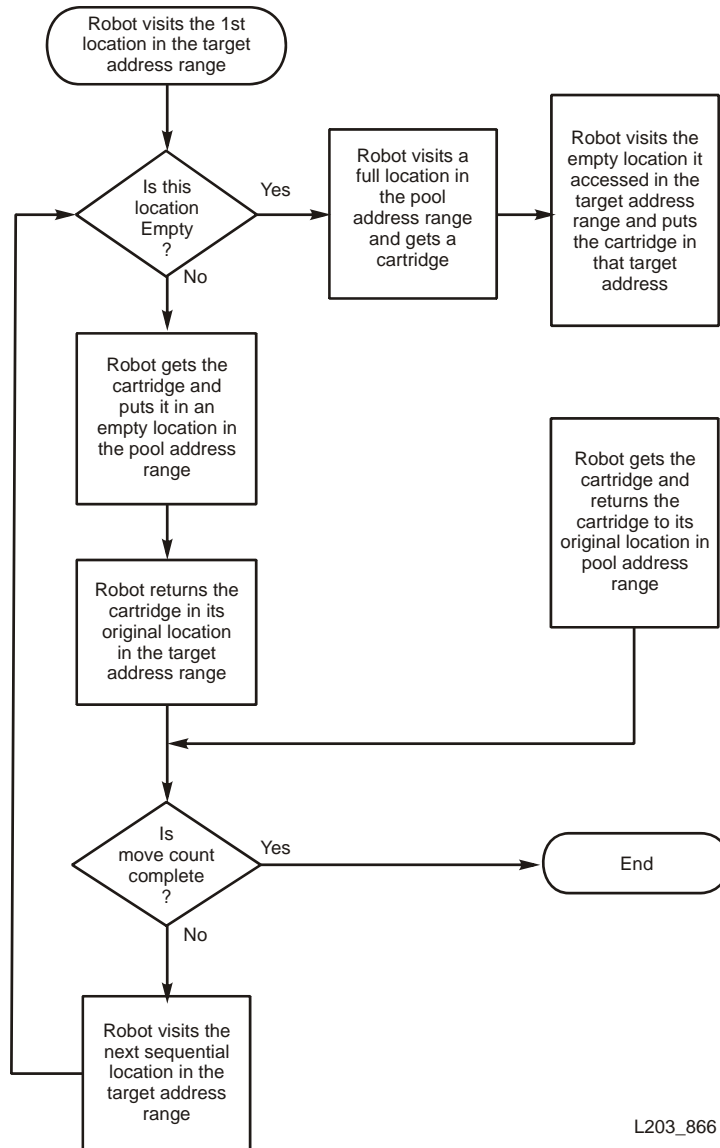 Robot visits the 1st
location in the target
address range
Is this
location
Empty
?
Yes
No
Robot visits a
full location in
the pool
address range
and gets a
cartridge
Robot visits the
empty location it
accessed in the
target address
range and puts
the cartridge in
that target
address
Robot gets the
cartridge and
puts it in an
empty location in
the pool address
range
Robot gets the
cartridge and
returns the
cartridge to its
original location in
pool address
range
Robot returns the
cartridge in its
original location
in the target
address range
Is
move count
complete
?
Yes
End
No
Robot visits the
next sequential
location in the
target address
range
L203_866